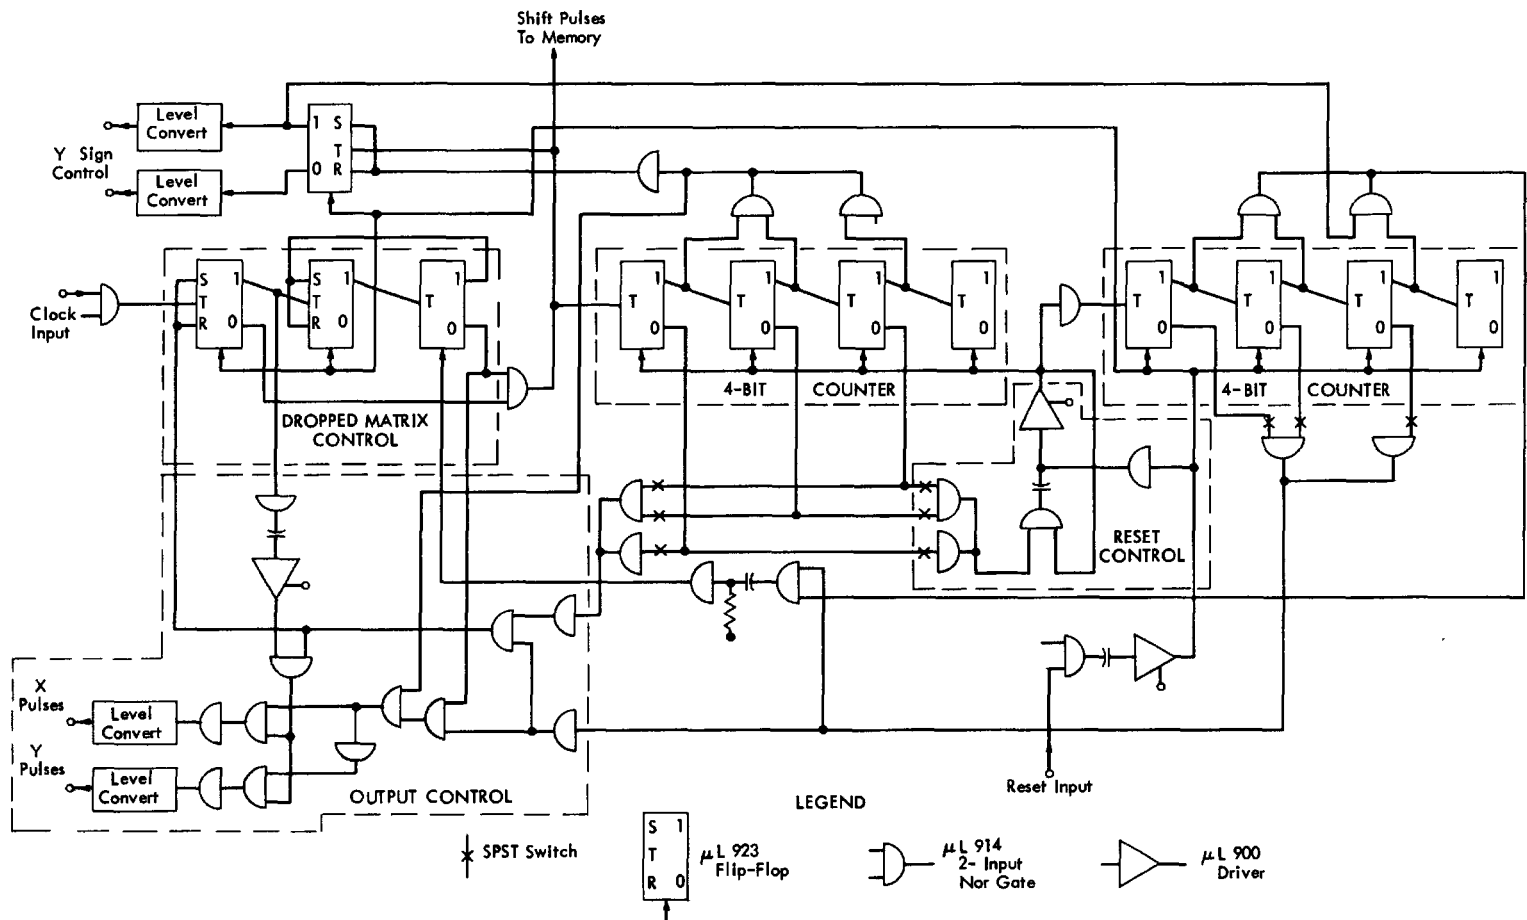 Shift Pulses
To Memory
Level
Convert
1 S
T
0 R
Y Sign
Control
Level
Convert
S 1
T
R 0
S 1
T
R 0
1
T
0
1
T
0
1
T
0
1
T
0
1
T
0
1
T
0
1
T
0
1
T
0
1
T
0
Clock
Input
4-BIT COUNTER
4-BIT COUNTER
DROPPED MATRIX
CONTROL
RESET
CONTROL
X
Pulses
Level
Convert
Y
Pulses
Level
Convert
OUTPUT CONTROL
Reset Input
LEGEND
SPST Switch
S 1
T
R 0
μL 923
Flip-Flop
μL 914
2- Input
Nor Gate
μL 900
Driver